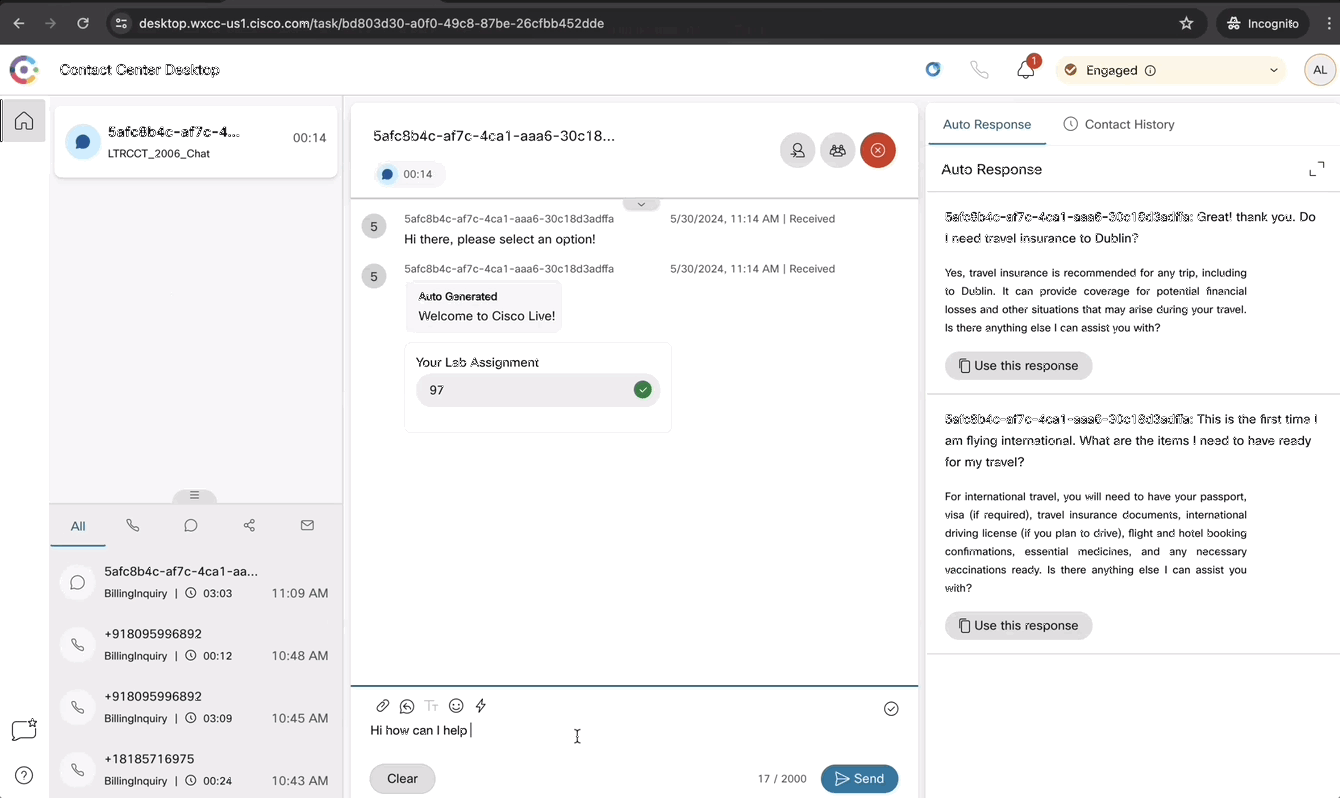 desktop.wxcc-us1.cisco.com/task/bd803d30-a0f0-49c8-87be-26cfbb452dde
Incognito
Contact Center Desktop
1
Engaged
AL
5afc8b4c-af7c-4...
00:14
LTRCCT_2006_Chat
All
5afc8b4c-af7c-4ca1-aa...
BillingInquiry | 03:03
11:09 AM
+918095996892
BillingInquiry | 00:12
10:48 AM
+918095996892
BillingInquiry | 03:09
10:45 AM
+18185716975
BillingInquiry | 00:24
10:43 AM
5afc8b4c-af7c-4ca1-aaa6-30c18...
00:14
5
5afc8b4c-af7c-4ca1-aaa6-30c18d3adffa
5/30/2024, 11:14 AM | Received
Hi there, please select an option!
5
5afc8b4c-af7c-4ca1-aaa6-30c18d3adffa
5/30/2024, 11:14 AM | Received
Auto Generated
Welcome to Cisco Live!
Your Lab Assignment
97
Tt
Hi how can I help
Clear
17 / 2000
Send
Auto Response
Contact History
Auto Response
5afc8b4c-af7c-4ca1-aaa6-30c18d3adffa: Great! thank you. Do
I need travel insurance to Dublin?
Yes, travel insurance is recommended for any trip, including
to Dublin. It can provide coverage for potential financial
losses and other situations that may arise during your travel.
Is there anything else I can assist you with?
Use this response
5afc8b4c-af7c-4ca1-aaa6-30c18d3adffa: This is the first time I
am flying international. What are the items I need to have ready
for my travel?
For international travel, you will need to have your passport,
visa (if required), travel insurance documents, international
driving license (if you plan to drive), flight and hotel booking
confirmations, essential medicines, and any necessary
vaccinations ready. Is there anything else I can assist you
with?
Use this response